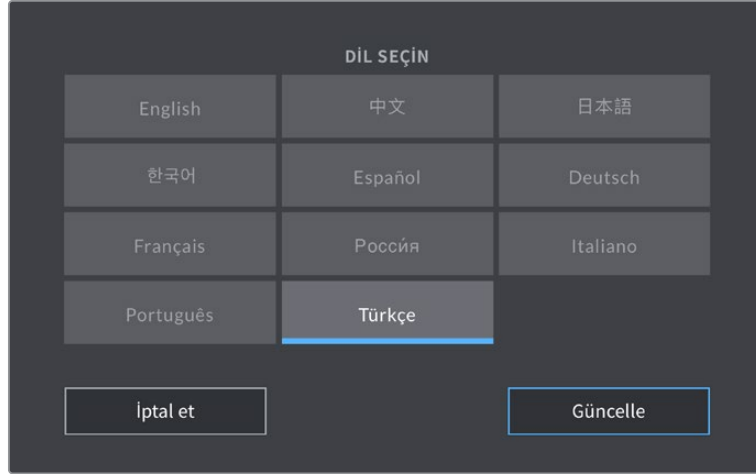 DİL SEÇİN
English 中文 日本語
한국어 Español Deutsch
Français Росси́я Italiano
Português Türkçe
İptal et Güncelle